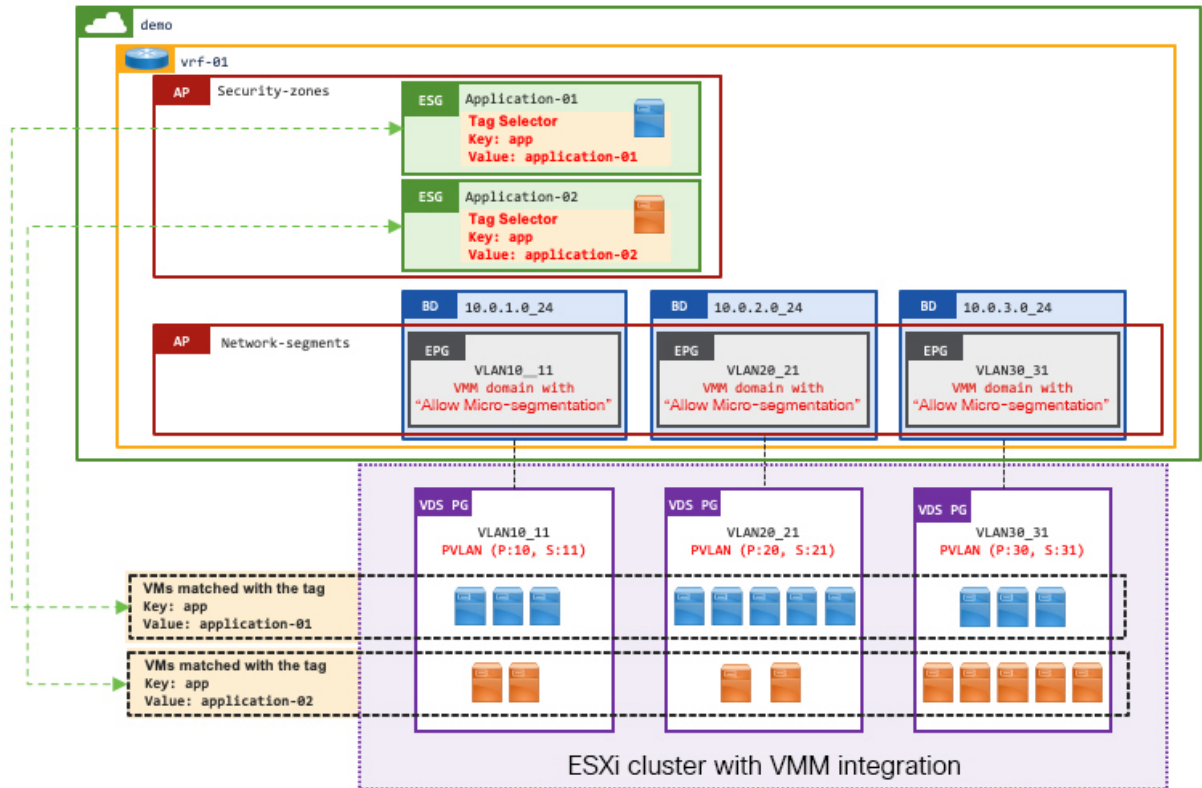 demo
vrf-01
AP
Security-zones
ESG
Application-01
Tag Selector
Key: app
Value: application-01
ESG
Application-02
Tag Selector
Key: app
Value: application-02
BD
10.0.1.0_24
BD
10.0.2.0_24
BD
10.0.3.0_24
AP
Network-segments
EPG
VLAN10__11
VMM domain with
“Allow Micro-segmentation”
EPG
VLAN20_21
VMM domain with
“Allow Micro-segmentation”
EPG
VLAN30_31
VMM domain with
“Allow Micro-segmentation”
VDS PG
VLAN10_11
PVLAN (P:10, S:11)
VDS PG
VLAN20_21
PVLAN (P:20, S:21)
VDS PG
VLAN30_31
PVLAN (P:30, S:31)
VMs matched with the tag
Key: app
Value: application-01
VMs matched with the tag
Key: app
Value: application-02
ESXi cluster with VMM integration